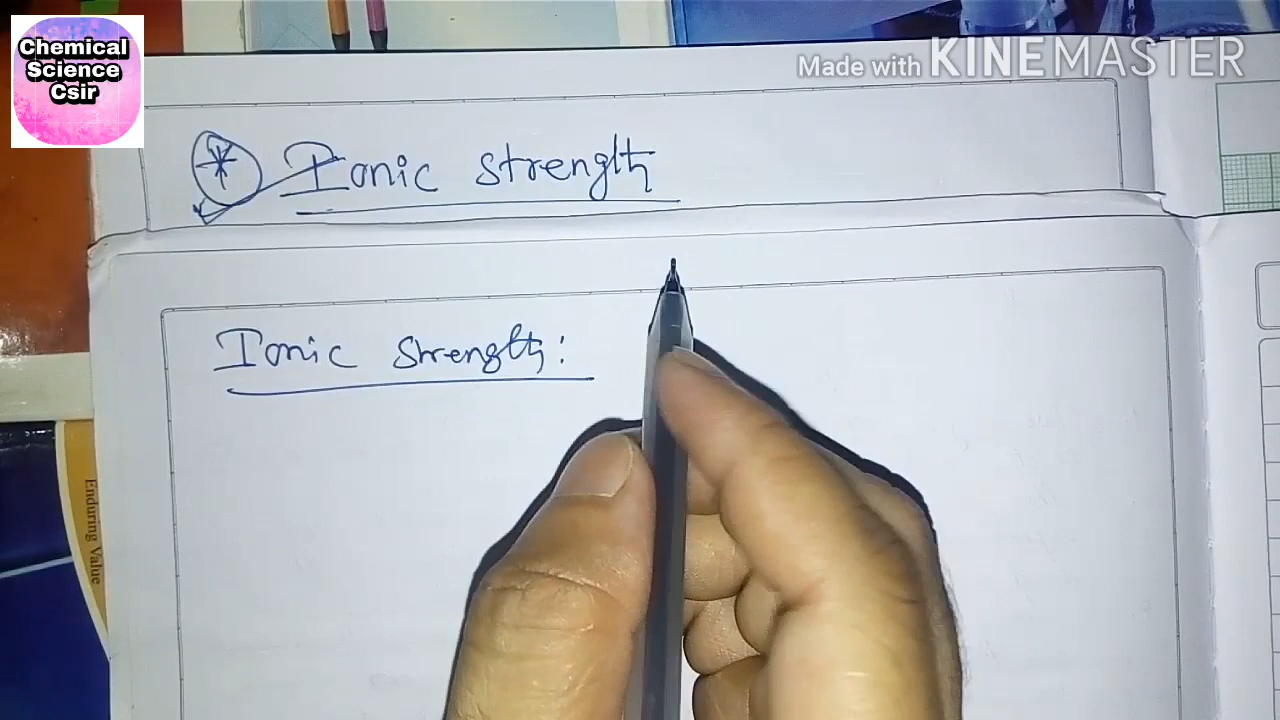 Chemical
Science
Csir
Made with KINEMASTER
* Ionic strength
Ionic strength:
Enduring Value